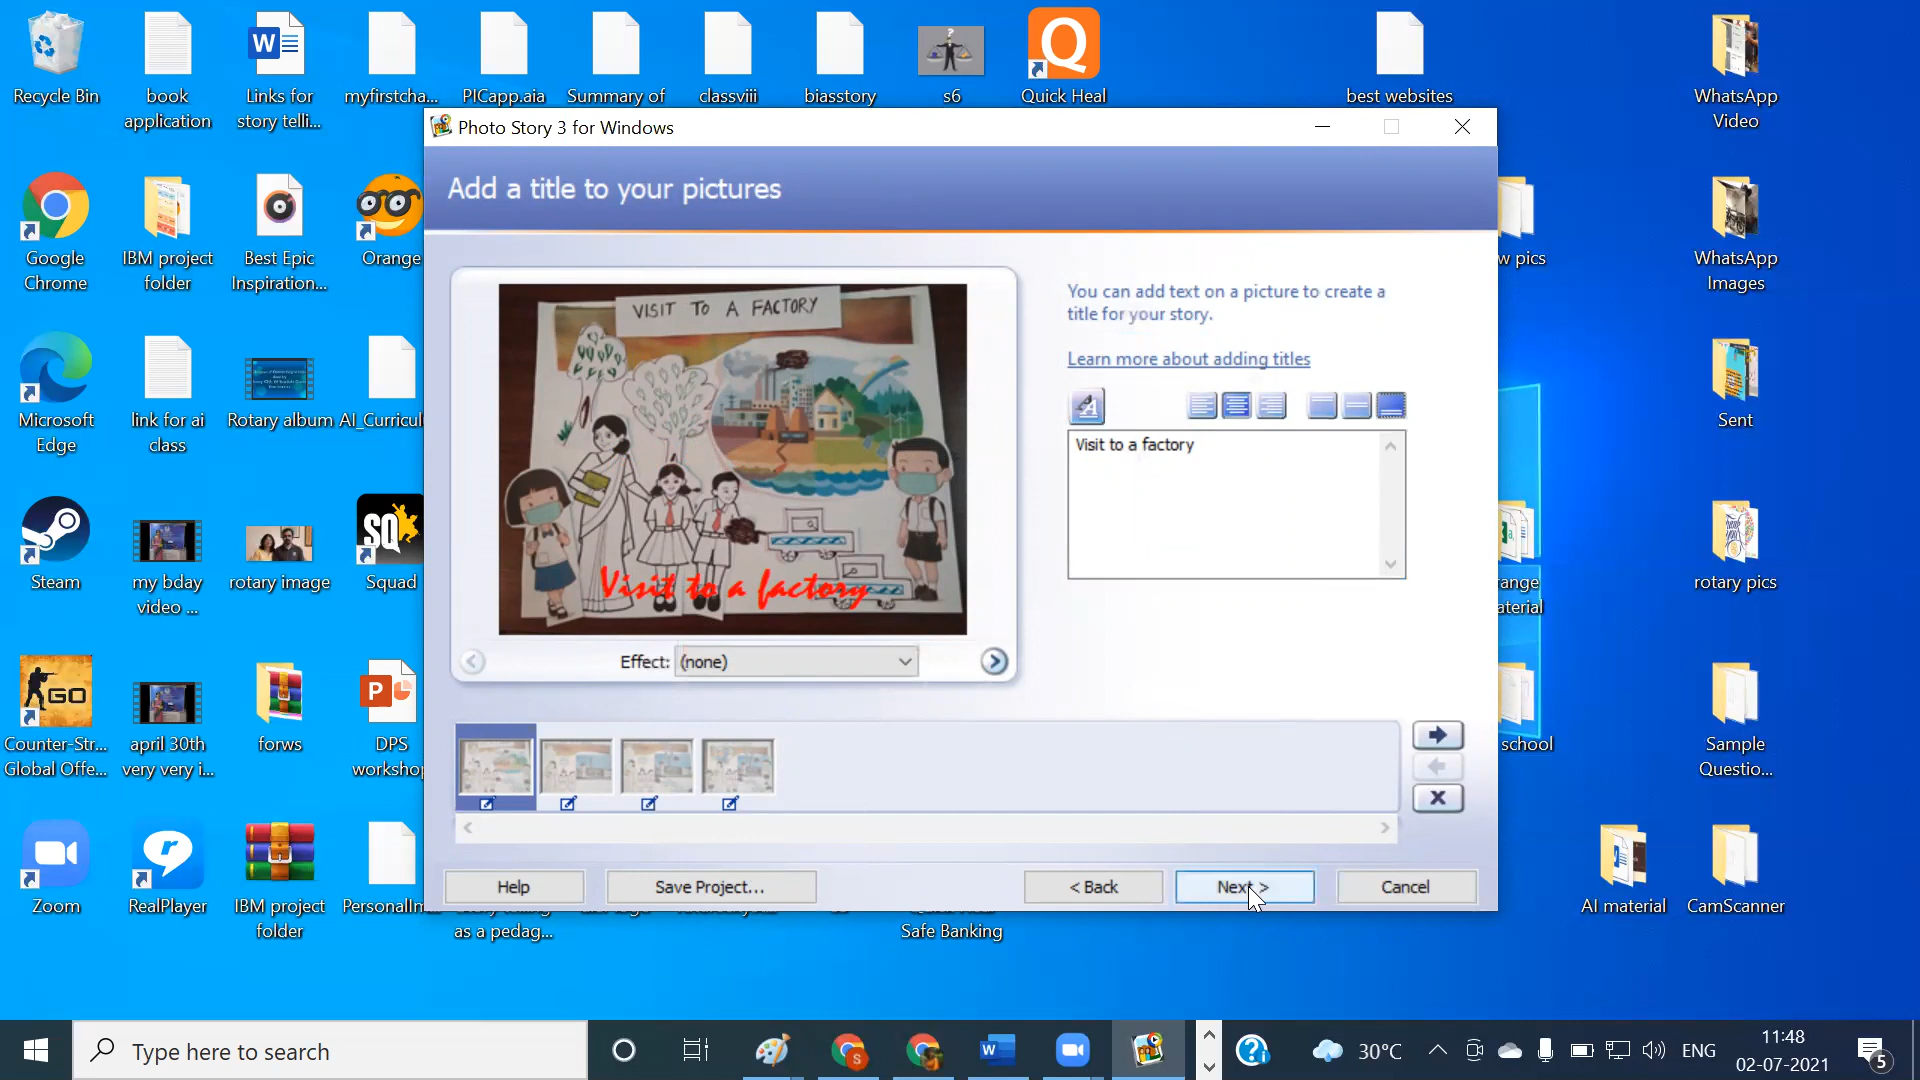 Recycle Bin
book
application
Links for
story telli...
myfirstcha...
PICapp.aia
Summary of
classviii
biasstory
s6
Quick Heal
best websites
WhatsApp
Video
Photo Story 3 for Windows
Add a title to your pictures
Google
Chrome
IBM project
folder
Best Epic
Inspiration...
Orange
w pics
WhatsApp
Images
VISIT TO A FACTORY
Visit to a factory
You can add text on a picture to create a
title for your story.
Learn more about adding titles
Visit to a factory
Effect:
(none)
Microsoft
Edge
link for ai
class
Rotary album
AI_Curricul
Sent
Steam
my bday
video ...
rotary image
SQ
Squad
range
aterial
rotary pics
GO
Counter-Str...
Global Offe...
april 30th
very very i...
forws
DPS
workshop
school
Sample
Questio...
Help
Save Project...
< Back
Next >
Cancel
Zoom
RealPlayer
IBM project
folder
PersonalIm
as a pedag...
Safe Banking
AI material
CamScanner
Type here to search
30°C
ENG
11:48
02-07-2021
5